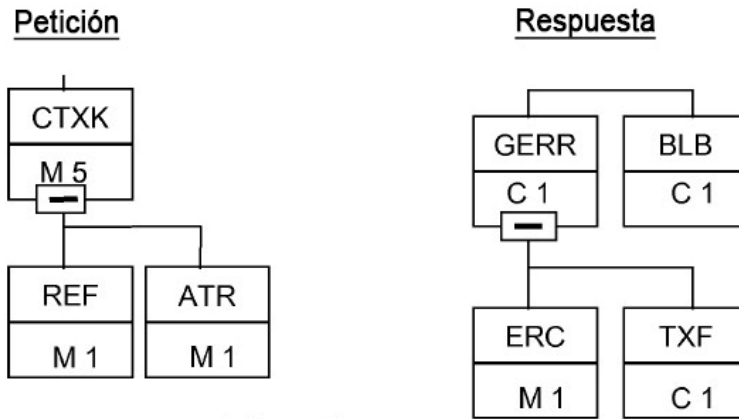 Petición
CTXK
M 5
REF
M 1
ATR
M 1
Respuesta
GERR
C 1
BLB
C 1
ERC
M 1
TXF
C 1